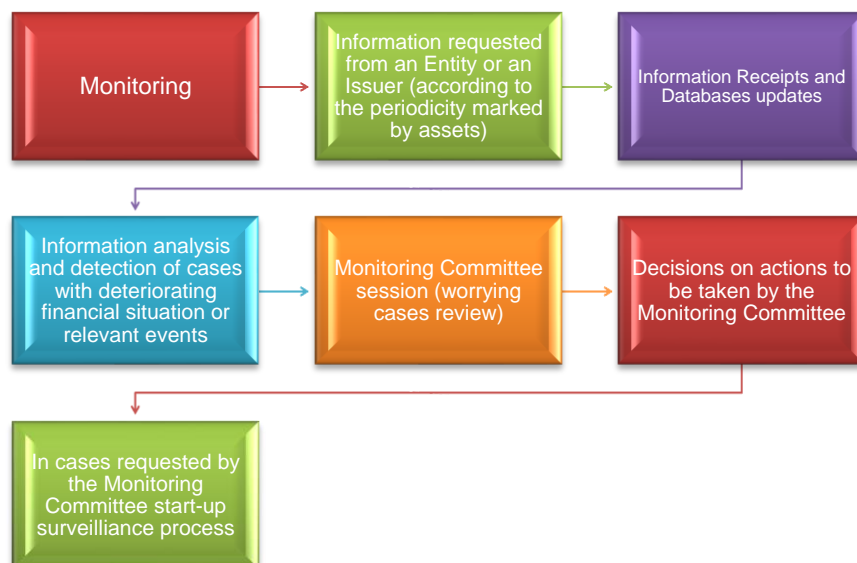 Monitoring
Information requested
from an Entity or an
Issuer (according to
the periodicity marked
by assets)
Information Receipts and
Databases updates
Information analysis
and detection of cases
with deteriorating
financial situation or
relevant events
Monitoring Committee
session (worrying
cases review)
Decisions on actions to
be taken by the
Monitoring Committee
In cases requested by
the Monitoring
Committee start-up
surveillance process